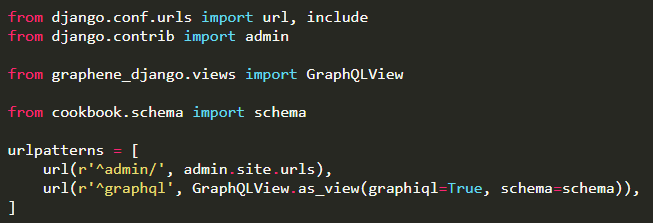 from django.conf.urls import url, include
from django.contrib import admin
from graphene_django.views import GraphQLView
from cookbook.schema import schema
urlpatterns = [
    url(r'^admin/', admin.site.urls),
    url(r'^graphql', GraphQLView.as_view(graphiql=True, schema=schema)),
]